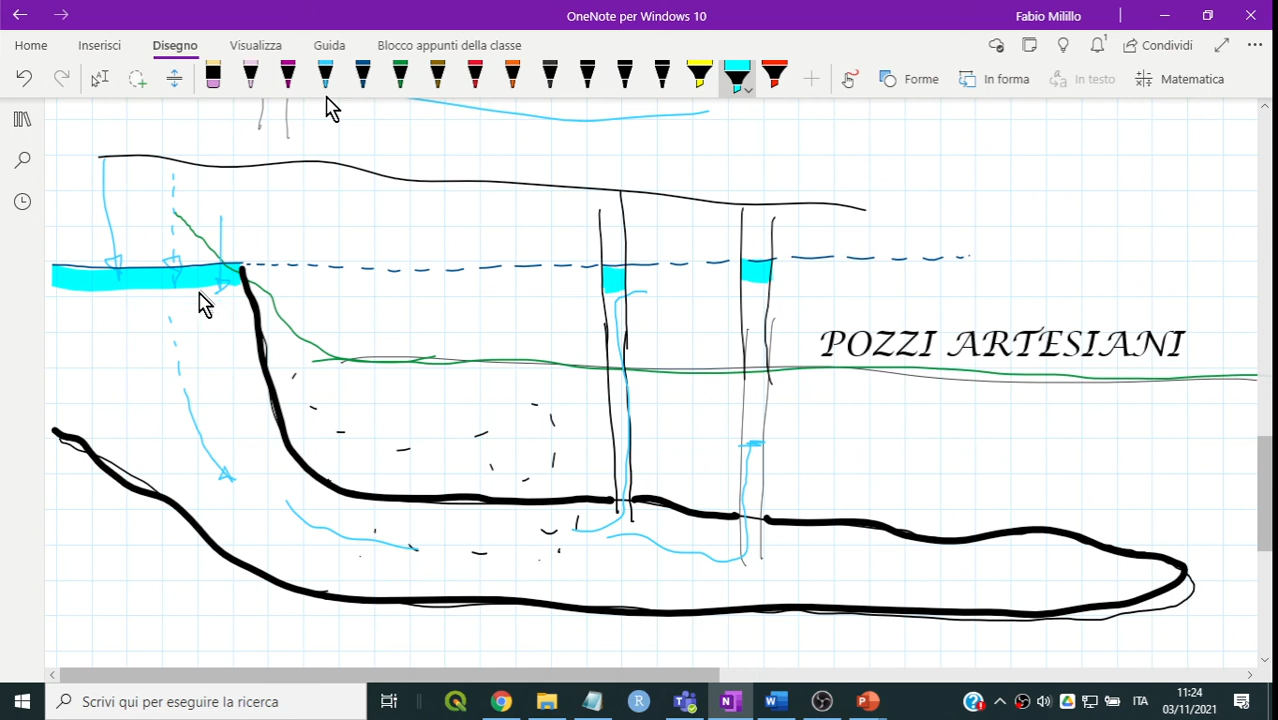 OneNote per Windows 10
Fabio Milillo
Home
Inserisci
Disegno
Visualizza
Guida
Blocco appunti della classe
Condividi
Forme
In forma
In testo
Matematica
POZZI ARTESIANI
Scrivi qui per eseguire la ricerca
ITA
11:24
03/11/2021